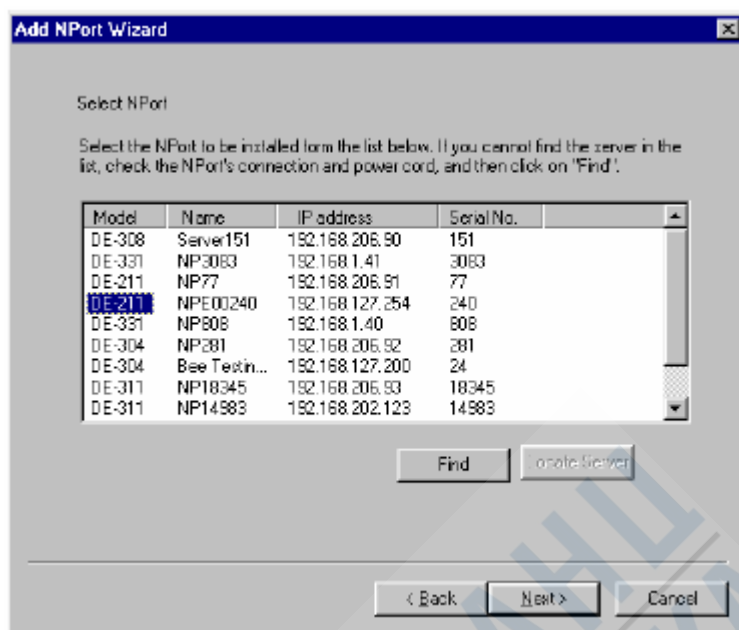 Add NPort Wizard
Select NPort
Select the NPort to be installed form the list below. If you cannot find the server in the
list, check the NPort's connection and power cord, and then click on "Find".
Model Name IP address Serial No.
DE-308 Server151 192.168.206.90 151
DE-331 NP3083 192.168.1.41 3083
DE-211 NP77 192.168.206.91 77
DE-211 NPE00240 192.168.127.254 240
DE-331 NP808 192.168.1.40 808
DE-304 NP281 192.168.206.92 281
DE-304 Bee Testin... 192.168.127.200 24
DE-311 NP18345 192.168.206.93 18345
DE-311 NP14983 192.168.202.123 14983
Find Locate Server
< Back Next > Cancel